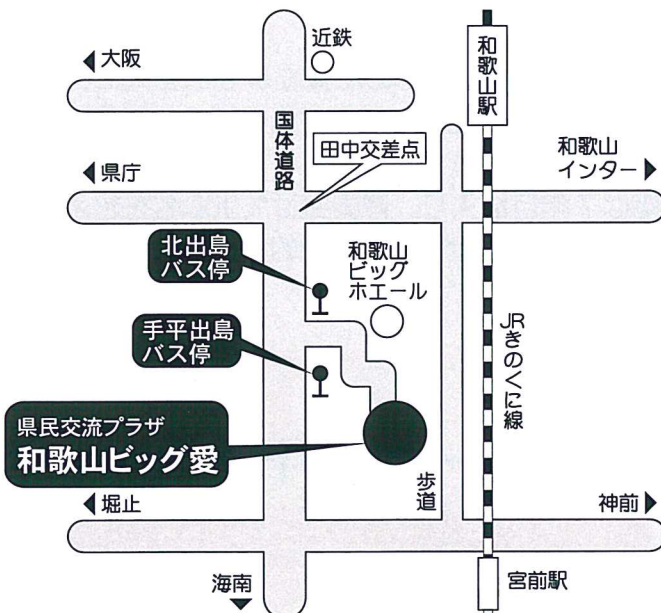 近鉄
大阪
和歌山駅
国体道路
田中交差点
和歌山
インター
県庁
北出島
バス停
和歌山
ビッグ
ホエール
手平出島
バス停
JRきのくに線
県民交流プラザ
和歌山ビッグ愛
歩道
堀止
神前
海南
宮前駅